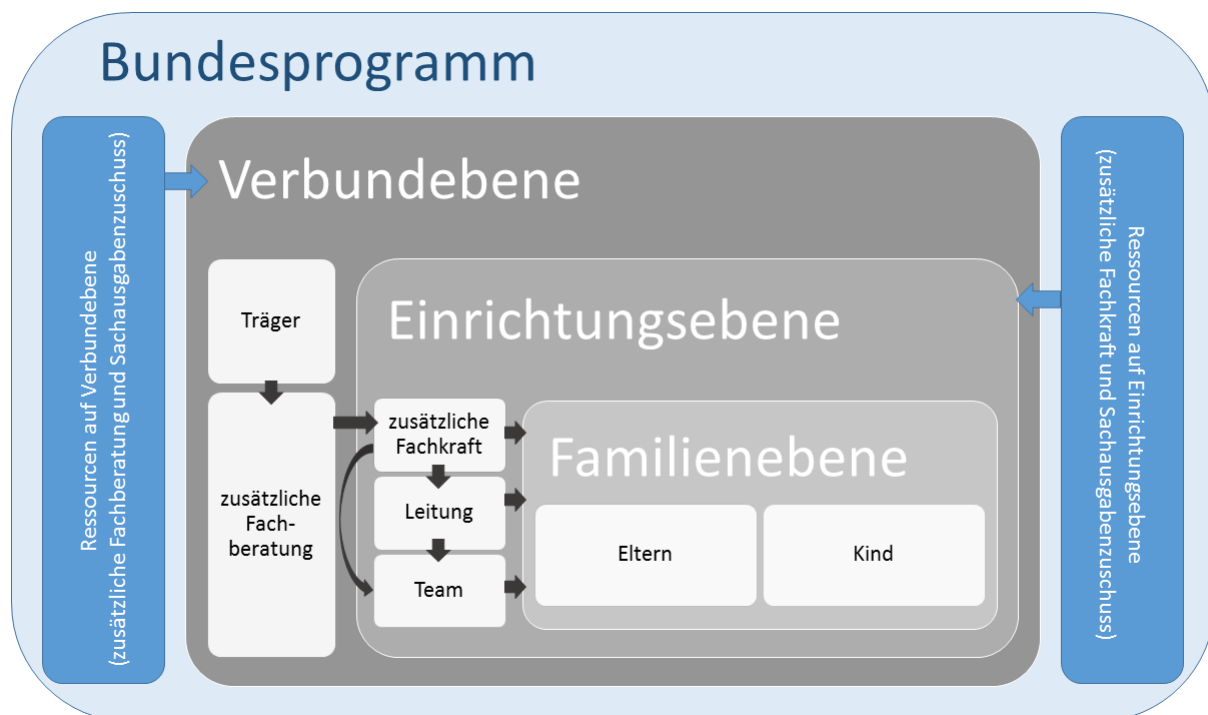 Bundesprogramm
Ressourcen auf Verbundebene
(zusätzliche Fachberatung und Sachausgabenzuschuss)
Verbundebene
Träger
zusätzliche
Fach-
beratung
Einrichtungsebene
zusätzliche
Fachkraft
Leitung
Team
Familienebene
Eltern
Kind
Ressourcen auf Einrichtungsebene
(zusätzliche Fachkraft und Sachausgabenzuschuss)